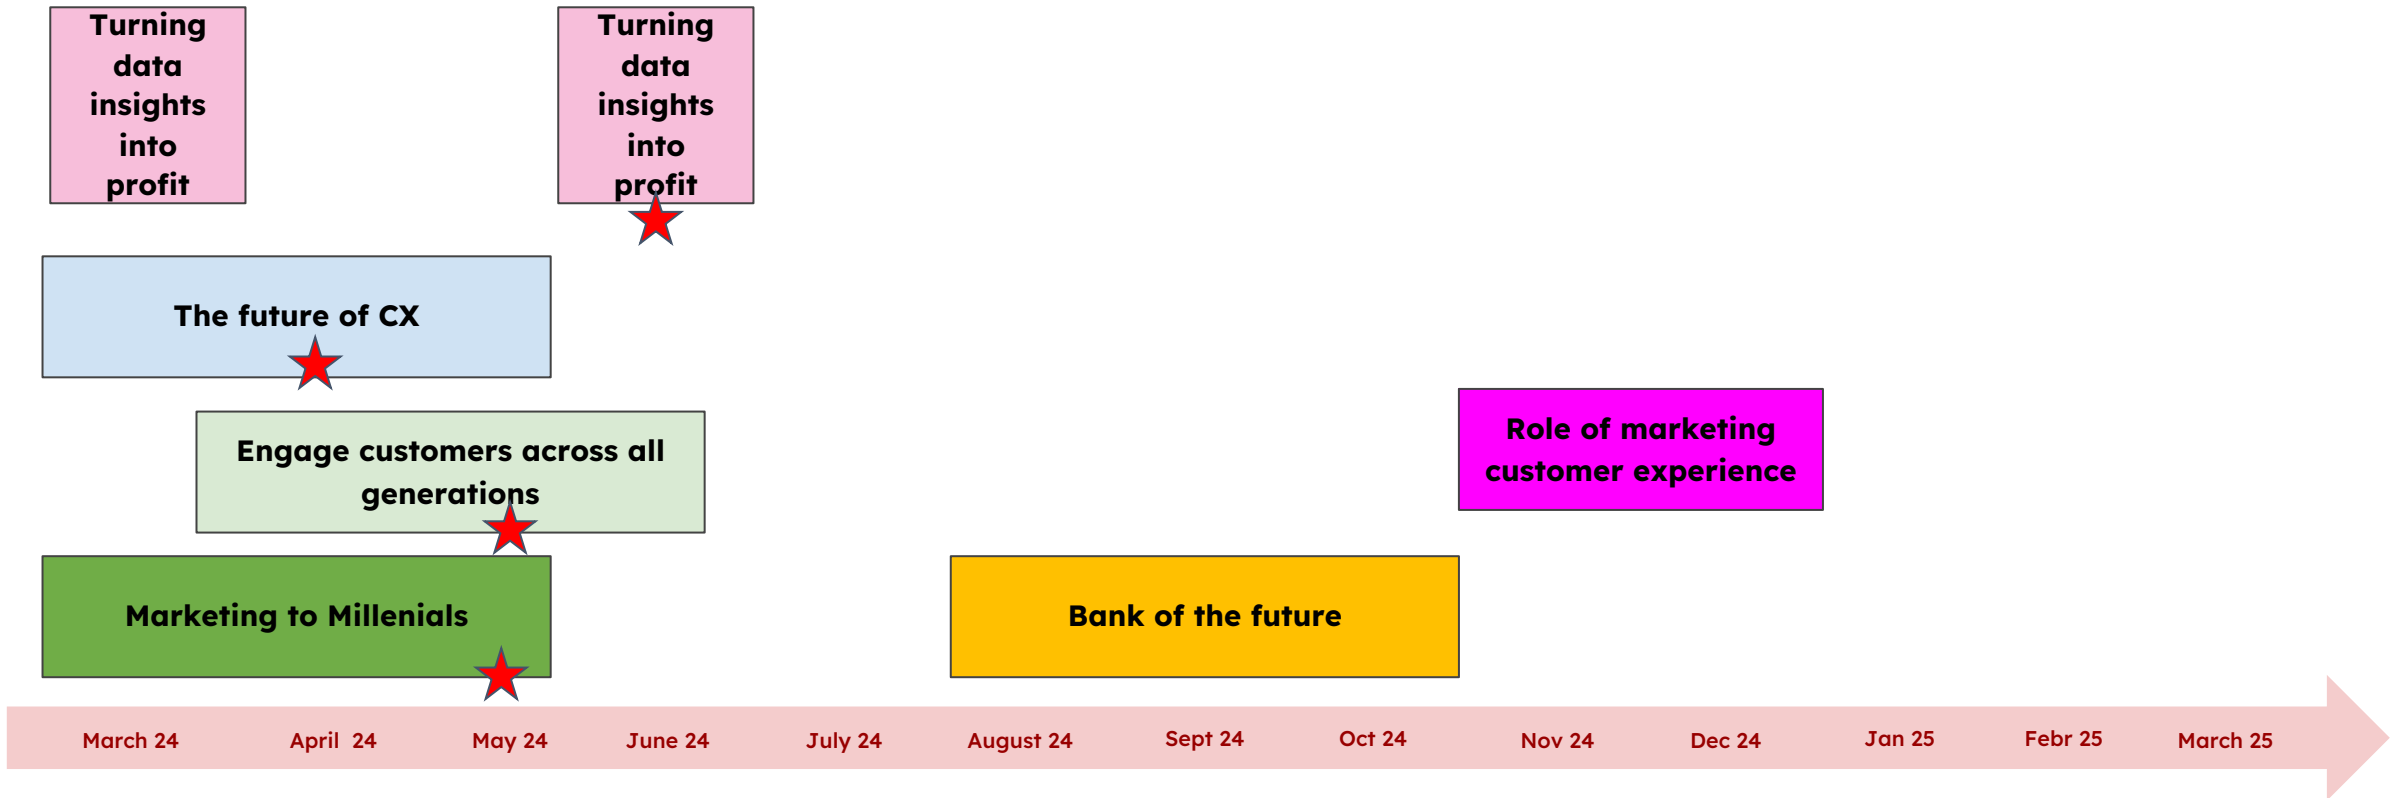 Turning
data
insights
into
profit
Turning
data
insights
into
profit
The future of CX
Engage customers across all
generations
Role of marketing
customer experience
Marketing to Millenials
Bank of the future
March 24
April  24
May 24
June 24
July 24
August 24
Sept 24
Oct 24
Nov 24
Dec 24
Jan 25
Febr 25
March 25